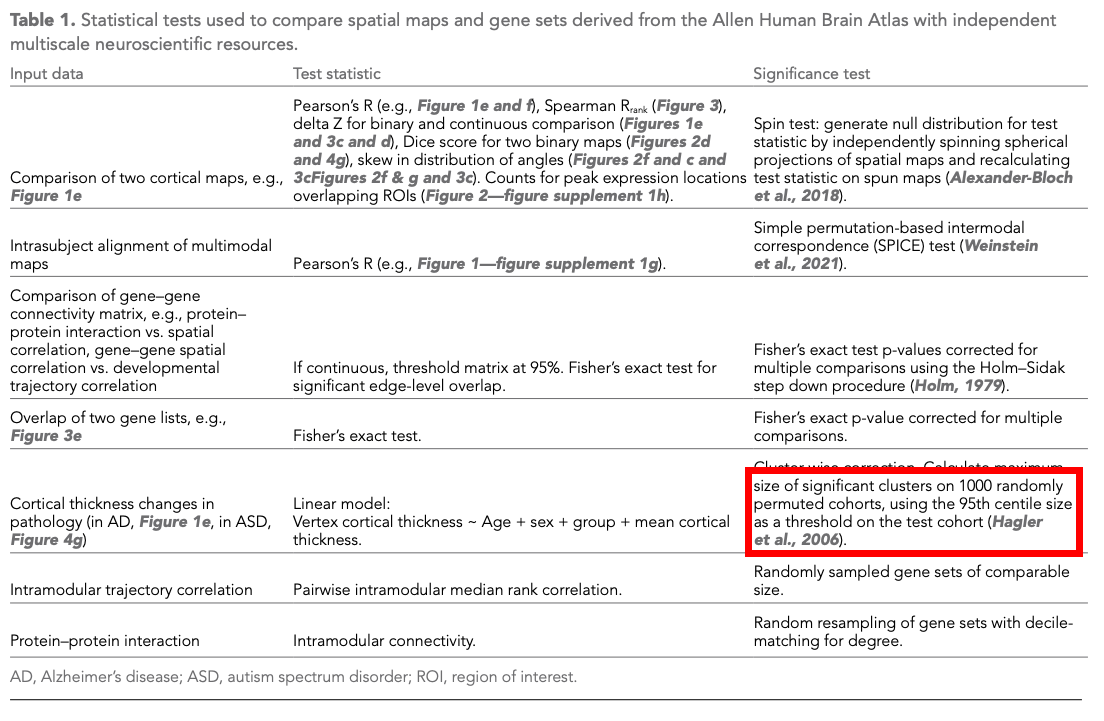 Table 1. Statistical tests used to compare spatial maps and gene sets derived from the Allen Human Brain Atlas with independent
multiscale neuroscientific resources.
Input data Test statistic Significance test
Comparison of two cortical maps, e.g.,
Figure 1e
Pearson’s R (e.g., Figure 1e and f), Spearman Rrank (Figure 3),
delta Z for binary and continuous comparison (Figures 1e
and 3c and d), Dice score for two binary maps (Figures 2d
and 4g), skew in distribution of angles (Figures 2f and c and
3cFigures 2f & g and 3c). Counts for peak expression locations
overlapping ROIs (Figure 2—figure supplement 1h).
Spin test: generate null distribution for test
statistic by independently spinning spherical
projections of spatial maps and recalculating
test statistic on spun maps (Alexander-Bloch
et al., 2018).
Intrasubject alignment of multimodal
maps
Pearson’s R (e.g., Figure 1—figure supplement 1g).
Simple permutation-based intermodal
correspondence (SPICE) test (Weinstein
et al., 2021).
Comparison of gene–gene
connectivity matrix, e.g., protein–
protein interaction vs. spatial
correlation, gene–gene spatial
correlation vs. developmental
trajectory correlation
If continuous, threshold matrix at 95%. Fisher’s exact test for
significant edge-level overlap.
Fisher’s exact test p-values corrected for
multiple comparisons using the Holm–Sidak
step down procedure (Holm, 1979).
Overlap of two gene lists, e.g.,
Figure 3e
Fisher’s exact test.
Fisher’s exact p-value corrected for multiple
comparisons.
Cortical thickness changes in
pathology (in AD, Figure 1e, in ASD,
Figure 4g)
Linear model:
Vertex cortical thickness ~ Age + sex + group + mean cortical
thickness.
Cluster-wise correction. Calculate maximum
size of significant clusters on 1000 randomly
permuted cohorts, using the 95th centile size
as a threshold on the test cohort (Hagler
et al., 2006).
Intramodular trajectory correlation
Pairwise intramodular median rank correlation.
Randomly sampled gene sets of comparable
size.
Protein–protein interaction
Intramodular connectivity.
Random resampling of gene sets with decile-
matching for degree.
AD, Alzheimer’s disease; ASD, autism spectrum disorder; ROI, region of interest.